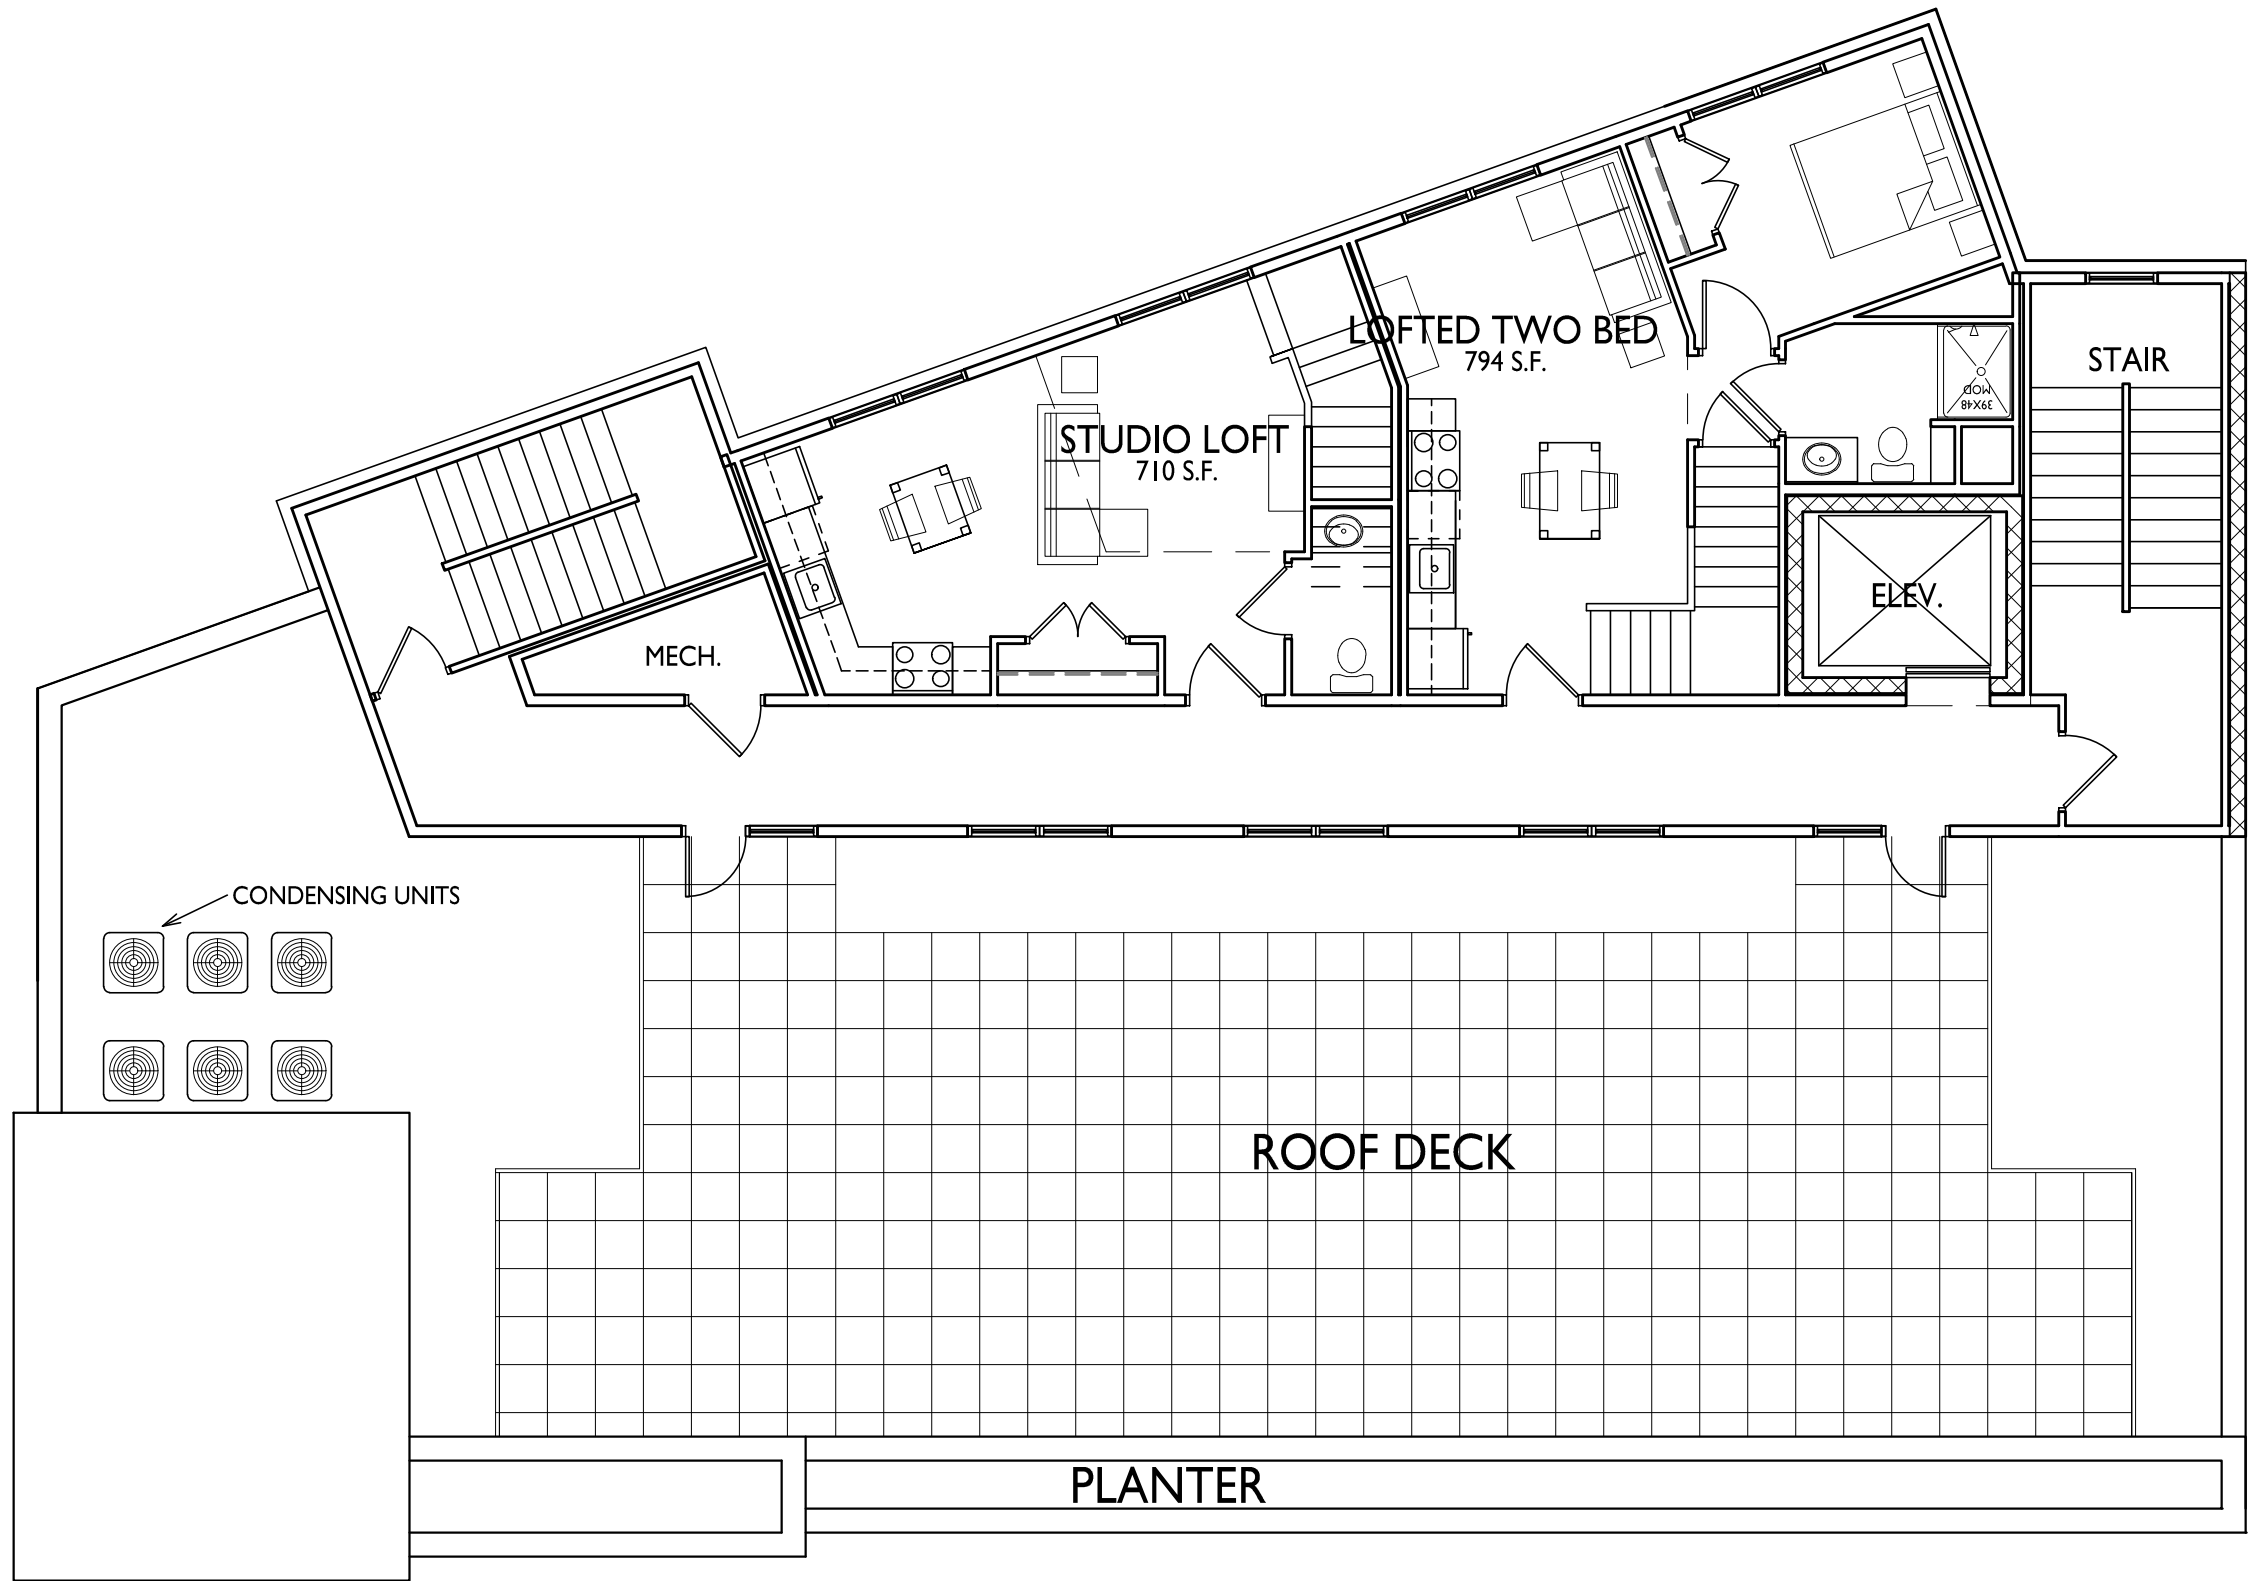 LOFTED TWO BED
794 S.F.
STAIR
MOD
39X48
STUDIO LOFT
710 S.F.
ELEV.
MECH.
CONDENSING UNITS
ROOF DECK
PLANTER